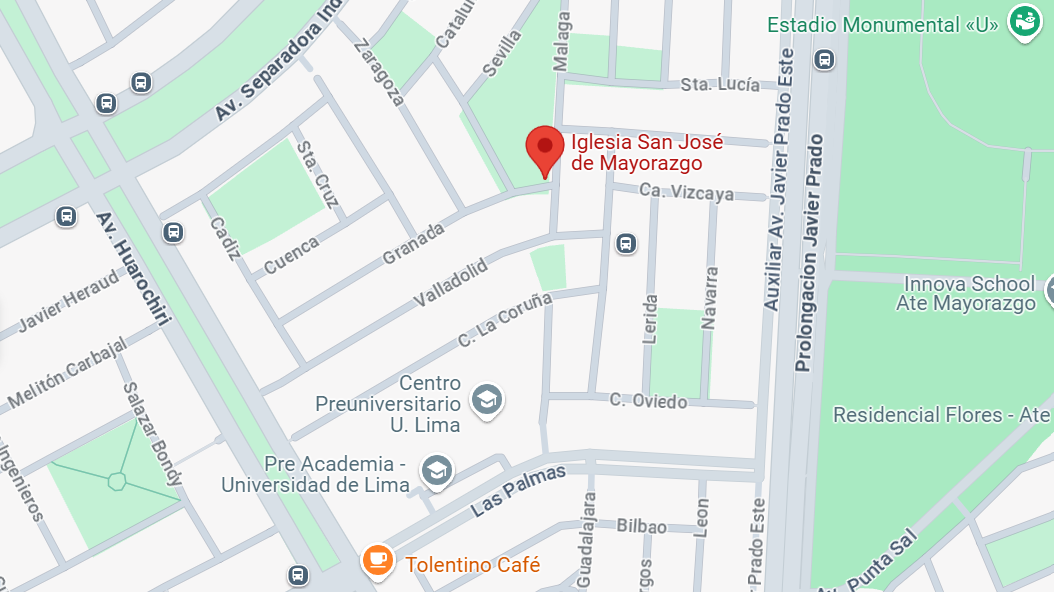 Estadio Monumental «U»
Av. Separadora Ind
Catalu
Sevilla
Malaga
Zaragoza
Sta. Lucía
Iglesia San José
de Mayorazgo
Sta. Cruz
Ca. Vizcaya
Auxiliar Av. Javier Prado Este
Prolongacion Javier Prado
Av. Huarochiri
Cadiz
Cuenca
Granada
Valladolid
Javier Heraud
Navarra
Lerida
Innova School
Ate Mayorazgo
C. La Coruña
Melitón Carbajal
Salazar Bondy
Centro
Preuniversitario
U. Lima
C. Oviedo
Residencial Flores - Ate
Ingenieros
Pre Academia -
Universidad de Lima
Las Palmas
Guadalajara
Bilbao
Leon
Prado Este
rgos
Av. Punta Sal
Tolentino Café